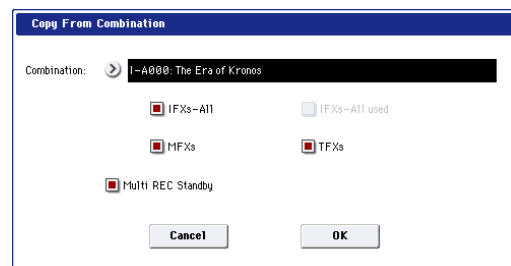 Copy From Combination
Combination: I-A000: The Era of Kronos
IFXs-All IFXs-All used
MFXs TFXs
Multi REC Standby
Cancel OK